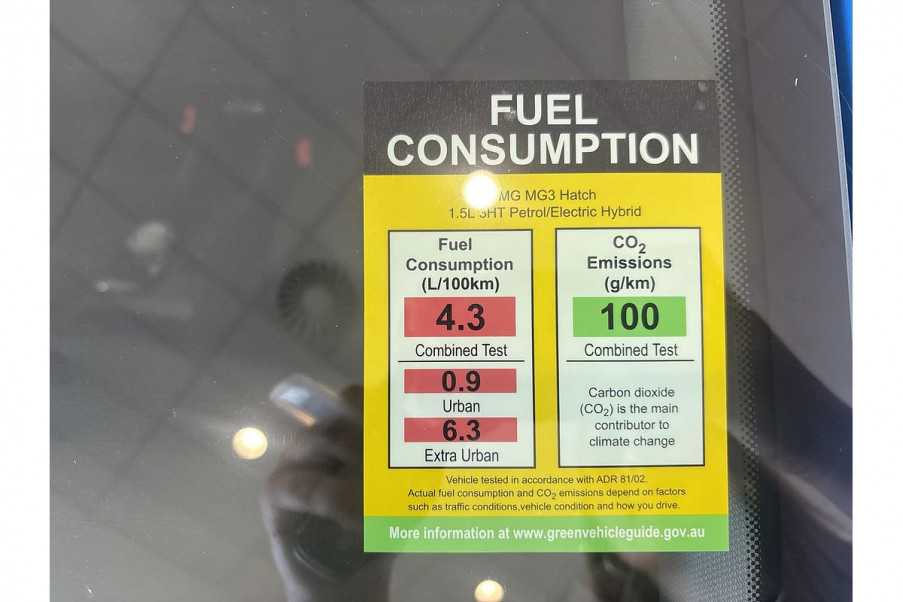 FUEL
CONSUMPTION
MG MG3 Hatch
1.5L 3HT Petrol/Electric Hybrid
Fuel
Consumption
(L/100km)
4.3
Combined Test
0.9
Urban
6.3
Extra Urban
CO₂
Emissions
(g/km)
100
Combined Test
Carbon dioxide
(CO₂) is the main
contributor to
climate change
Vehicle tested in accordance with ADR 81/02.
Actual fuel consumption and CO₂ emissions depend on factors
such as traffic conditions,vehicle condition and how you drive.
More information at www.greenvehicleguide.gov.au